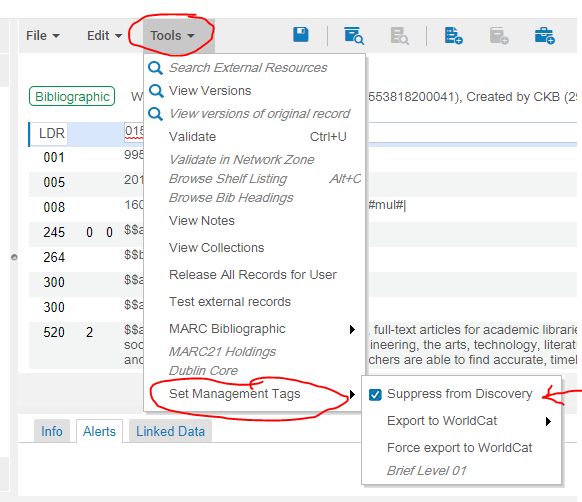 File Edit Tools
Search External Resources
View Versions
View versions of original record
Validate Ctrl+U
Validate in Network Zone
Browse Shelf Listing
Browse Bib Headings
View Notes
View Collections
Release All Records for User
Test external records
MARC Bibliographic
MARC21 Holdings
Dublin Core
Set Management Tags
Suppress from Discovery
Export to WorldCat
Force export to WorldCat
Brief Level 01
Bibliographic 553818200041), Created by CKB (29
LDR 015
001 995
005 201
008 160 #mul#|
245 0 0 $$a
264 $$b
300 $$a
300 $$a
520 2 $$a , full-text articles for academic librarie
soc gineering, the arts, technology, literat
and chers are able to find accurate, timel
Info Alerts Linked Data